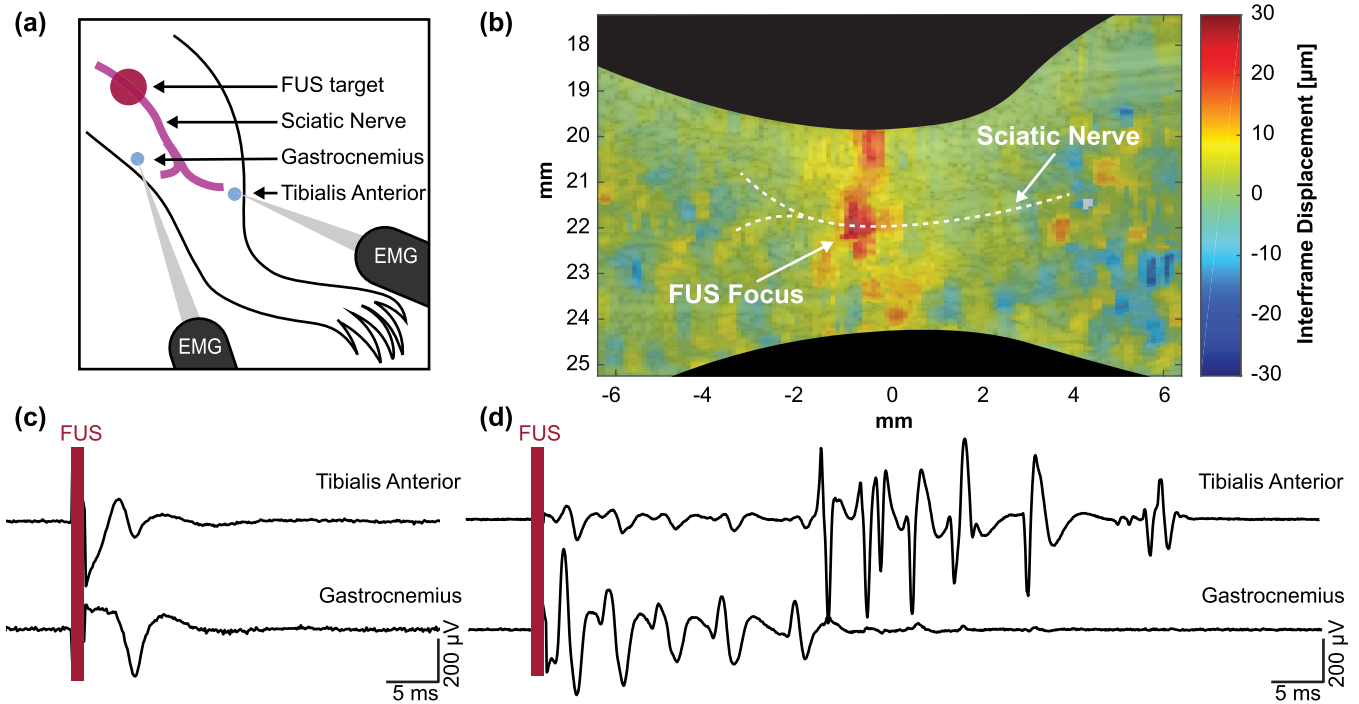 (a)
FUS target
Sciatic Nerve
Gastrocnemius
Tibialis Anterior
EMG
EMG
(b)
18
19
20
21
22
23
24
25
mm
-6
-4
-2
0
2
4
6
mm
Sciatic Nerve
FUS Focus
30
20
10
0
-10
-20
-30
Interframe Displacement [µm]
(c)
FUS
Tibialis Anterior
Gastrocnemius
200 µV
5 ms
(d)
FUS
Tibialis Anterior
Gastrocnemius
200 µV
5 ms